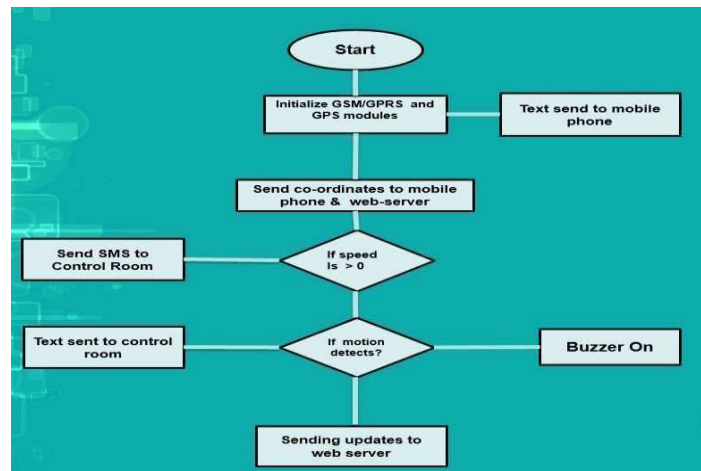 Start
Initialize GSM/GPRS and
GPS modules
Text send to mobile
phone
Send co-ordinates to mobile
phone & web-server
Send SMS to
Control Room
If speed
Is > 0
Text sent to control
room
If motion
detects?
Buzzer On
Sending updates to
web server